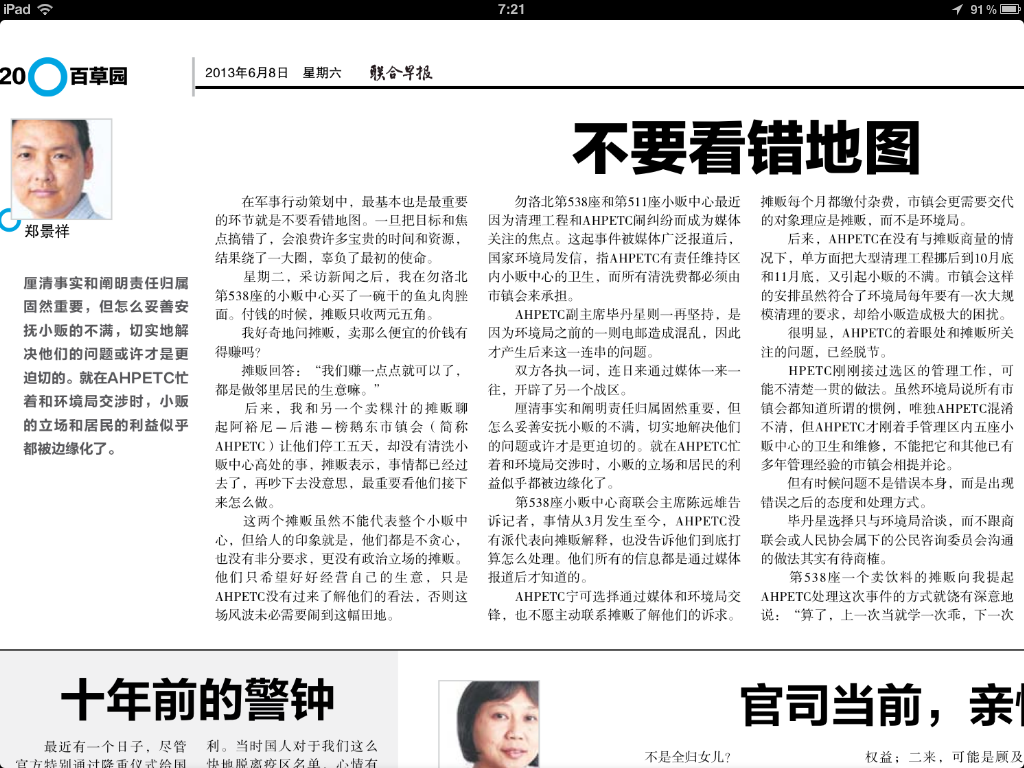 iPad
7:21
91%
20 百草园
2013年6月8日 星期六 联合早报
不要看错地图
郑景祥
厘清事实和阐明责任归属
固然重要，但怎么妥善安
抚小贩的不满，切实地解
决他们的问题或许才是更
迫切的。就在AHPETC忙
着和环境局交涉时，小贩
的立场和居民的利益似乎
都被边缘化了。
在军事行动策划中，最基本也是最重要
的环节就是不要看错地图。一旦把目标和焦
点搞错了，会浪费许多宝贵的时间和资源，
结果绕了一大圈，辜负了最初的使命。
星期二，采访新闻之后，我在勿洛北
第538座的小贩中心买了一碗干的鱼丸肉脞
面。付钱的时候，摊贩只收两元五角。
我好奇地问摊贩，卖那么便宜的价钱有
得赚吗？
摊贩回答：“我们赚一点点就可以了，
都是做邻里居民的生意嘛。”
后来，我和另一个卖粿汁的摊贩聊
起阿裕尼—后港—榜鹅东市镇会（简称
AHPETC）让他们停工五天，却没有清洗小
贩中心高处的事，摊贩表示，事情都已经过
去了，再吵下去没意思，最重要看他们接下
来怎么做。
这两个摊贩虽然不能代表整个小贩中
心，但给人的印象就是，他们都是不贪心，
也没有非分要求，更没有政治立场的摊贩。
他们只希望好好经营自己的生意，只是
AHPETC没有过来了解他们的看法，否则这
场风波未必需要闹到这幅田地。
勿洛北第538座和第511座小贩中心最近
因为清理工程和AHPETC闹纠纷而成为媒体
关注的焦点。这起事件被媒体广泛报道后，
国家环境局发信，指AHPETC有责任维持区
内小贩中心的卫生，而所有清洗费都必须由
市镇会来承担。
AHPETC副主席毕丹星则一再坚持，是
因为环境局之前的一则电邮造成混乱，因此
才产生后来这一连串的问题。
双方各执一词，连日来通过媒体一来一
往，开辟了另一个战区。
厘清事实和阐明责任归属固然重要，但
怎么妥善安抚小贩的不满，切实地解决他们
的问题或许才是更迫切的。就在AHPETC忙
着和环境局交涉时，小贩的立场和居民的利
益似乎都被边缘化了。
第538座小贩中心商联会主席陈远雄告
诉记者，事情从3月发生至今，AHPETC没
有派代表向摊贩解释，也没告诉他们到底打
算怎么处理。他们所有的信息都是通过媒体
报道后才知道的。
AHPETC宁可选择通过媒体和环境局交
锋，也不愿主动联系摊贩了解他们的诉求。
摊贩每个月都缴付杂费，市镇会更需要交代
的对象理应是摊贩，而不是环境局。
后来，AHPETC在没有与摊贩商量的情
况下，单方面把大型清理工程挪后到10月底
和11月底，又引起小贩的不满。市镇会这样
的安排虽然符合了环境局每年要有一次大规
模清理的要求，却给小贩造成极大的困扰。
很明显，AHPETC的着眼处和摊贩所关
注的问题，已经脱节。
HPETC刚刚接过选区的管理工作，可
能不清楚一贯的做法。虽然环境局说所有市
镇会都知道所谓的惯例，唯独AHPETC混淆
不清，但AHPETC才刚着手管理区内五座小
贩中心的卫生和维修，不能把它和其他已有
多年管理经验的市镇会相提并论。
但有时候问题不是错误本身，而是出现
错误之后的态度和处理方式。
毕丹星选择只与环境局洽谈，而不跟商
联会或人民协会属下的公民咨询委员会沟通
的做法其实有待商榷。
第538座一个卖饮料的摊贩向我提起
AHPETC处理这次事件的方式就饶有深意地
说：“算了，上一次当就学一次乖，下一次
十年前的警钟
最近有一个日子，尽管
官方特别通过隆重仪式给国
利。当时国人对于我们这么
快地脱离疫区名单，心情有
官司当前，亲情
不是全归女儿？
权益；二来，可能是顾及